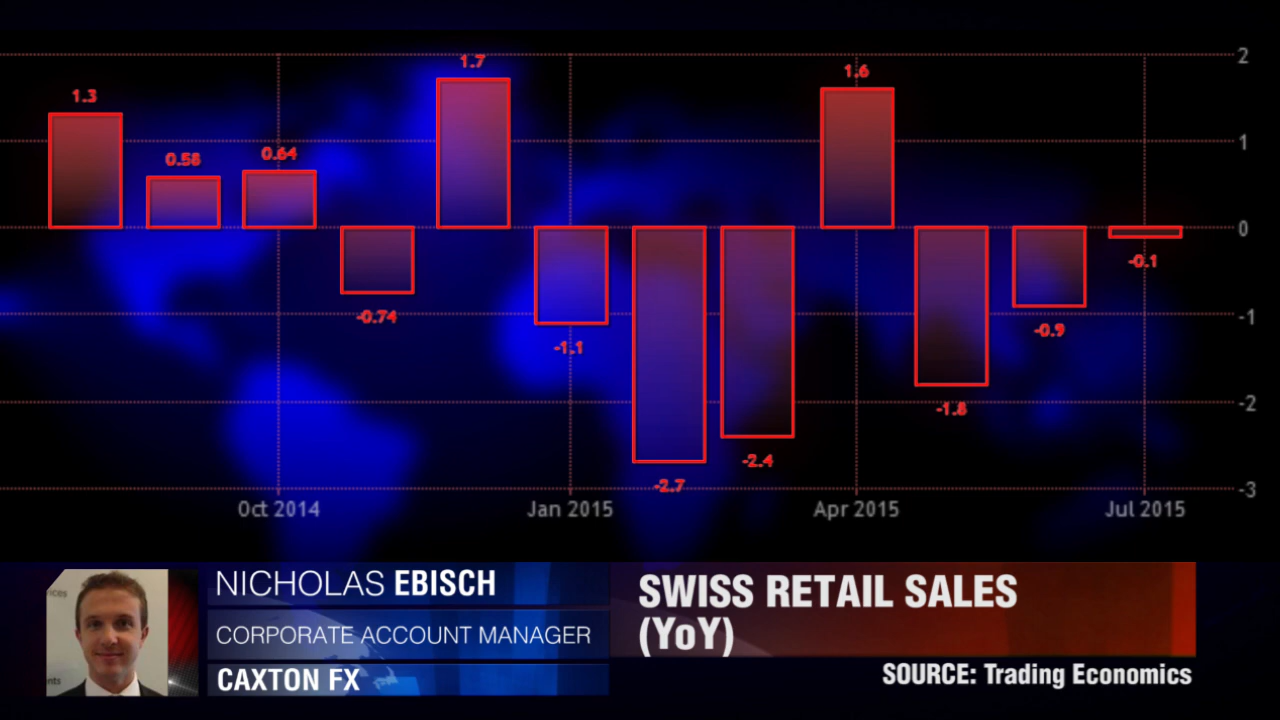 1.7
2
1.6
1.3
1
0.58
0.64
0
-0.1
-0.74
-1
-0.9
-1.1
-2
-1.8
-2.4
-2.7
-3
Oct 2014
Jan 2015
Apr 2015
Jul 2015
NICHOLAS EBISCH
CORPORATE ACCOUNT MANAGER
CAXTON FX
SWISS RETAIL SALES
(YoY)
SOURCE: Trading Economics